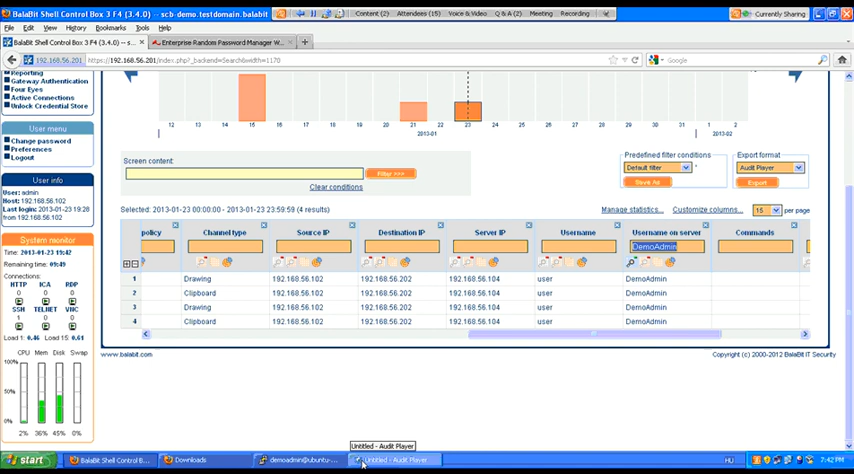 BalaBit Shell Control Box 3 F4 (3.4.0) -- scb-demo.testdomain.balabit
Content (2) Attendees (15) Voice & Video Q & A (2) Meeting Recording
Currently Sharing
File Edit View History Bookmarks Tools Help
BalaBit Shell Control Box 3 F4 (3.4.0) -- s...
Enterprise Random Password Manager W...
192.168.56.201 https://192.168.56.201/index.php?_backend=Search&width=1170
Google
Reporting
Gateway Authentication
Four Eyes
Active Connections
Unlock Credential Store
User menu
Change password
Preferences
Logout
User info
User: admin
Host: 192.168.56.102
Last login: 2013-01-23 19:28
from 192.168.56.102
System monitor
Time: 2013-01-23 19:42
Remaining time: 09:49
Connections:
HTTP ICA RDP
0 0 0
SSH TELNET VNC
1 0 0
Load 1: 0.46 Load 15: 0.61
CPU Mem Disk Swap
100%
50%
0%
2% 36% 45% 0%
12 13 14 15 16 17 18 19 20 21 22 23 24 25 26 27 28 29 30 31 1 2
2013-01 2013-02
Screen content:
Filter >>>
Clear conditions
Predefined filter conditions
Default filter
Save As
Export format
Audit Player
Export
Selected: 2013-01-23 00:00:00 - 2013-01-23 23:59:59 (4 results)
Manage statistics... Customize columns... 15 per page
policy Channel type Source IP Destination IP Server IP Username Username on server Commands
DemoAdmin
1 Drawing 192.168.56.102 192.168.56.202 192.168.56.104 user DemoAdmin
2 Clipboard 192.168.56.102 192.168.56.202 192.168.56.104 user DemoAdmin
3 Drawing 192.168.56.102 192.168.56.202 192.168.56.104 user DemoAdmin
4 Clipboard 192.168.56.102 192.168.56.202 192.168.56.104 user DemoAdmin
www.balabit.com
Copyright (c) 2000-2012 BalaBit IT Security
Untitled - Audit Player
start
BalaBit Shell Control B...
Downloads
demoadmin@ubuntu-...
Untitled - Audit Player
HU
7:42 PM